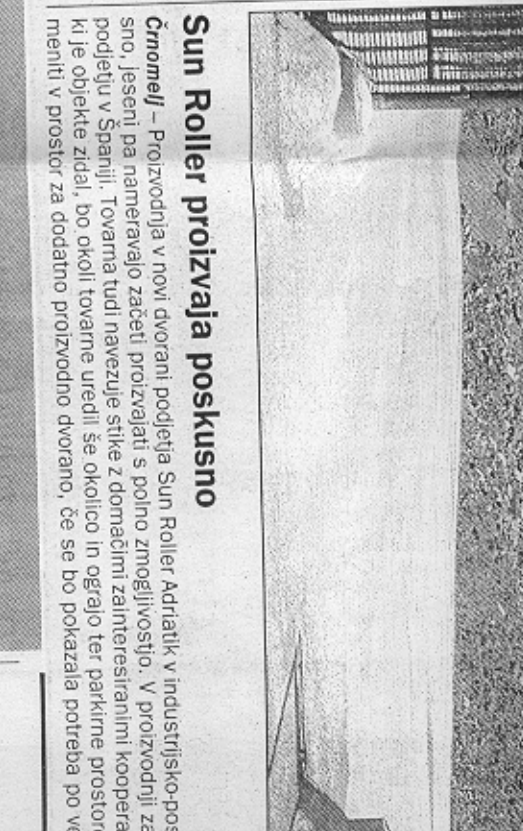 Sun Roller proizvaja poskusno
Črnomelj – Proizvodnja v novi dvorani podjetja Sun Roller Adriatik v industrijsko-pos
sno, jeseni pa nameravajo začeti proizvajati s polno zmogljivostjo. V proizvodnji za
podjetju v Španiji. Tovarna tudi navezuje stike z domačimi zainteresiranimi koopera
ki je objekte zidal, bo okoli tovarne uredil še okolico in ograjo ter parkirne prostore
meniti v prostor za dodatno proizvodno dvorano, če se bo pokazala potreba po ve